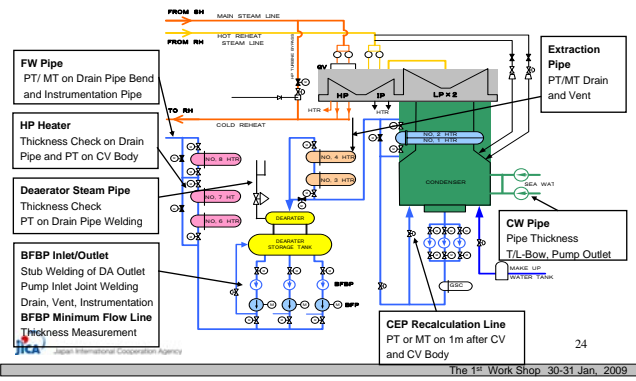 FROM SH
MAIN STEAM LINE
HOT REHEAT
STEAM LINE
FROM RH
HP TURBINE BYPASS
GV
HP
IP
LP×2
HTR
HTR
TO RH
COLD REHEAT
FW Pipe
PT/ MT on Drain Pipe Bend
and Instrumentation Pipe
HP Heater
Thickness Check on Drain
Pipe and PT on CV Body
Deaerator Steam Pipe
Thickness Check
PT on Drain Pipe Welding
BFBP Inlet/Outlet
Stub Welding of DA Outlet
Pump Inlet Joint Welding
Drain, Vent, Instrumentation
BFBP Minimum Flow Line
Thickness Measurement
Extraction
Pipe
PT/MT Drain
and Vent
CW Pipe
Pipe Thickness
T/L-Bow, Pump Outlet
CEP Recalculation Line
PT or MT on 1m after CV
and CV Body
NO. 8 HTR
NO. 7 HT
NO. 6 HTR
NO. 4 HTR
NO. 3 HTR
NO. 2 HTR
NO. 1 HTR
CONDENSER
SEA WAT
DEARATER
DEARATER
STORAGE TANK
BFBP
M
M
BFP
GSC
MAKE UP
WATER TANK
24
JICA
Japan International Cooperation Agency
The 1st Work Shop 30-31 Jan, 2009